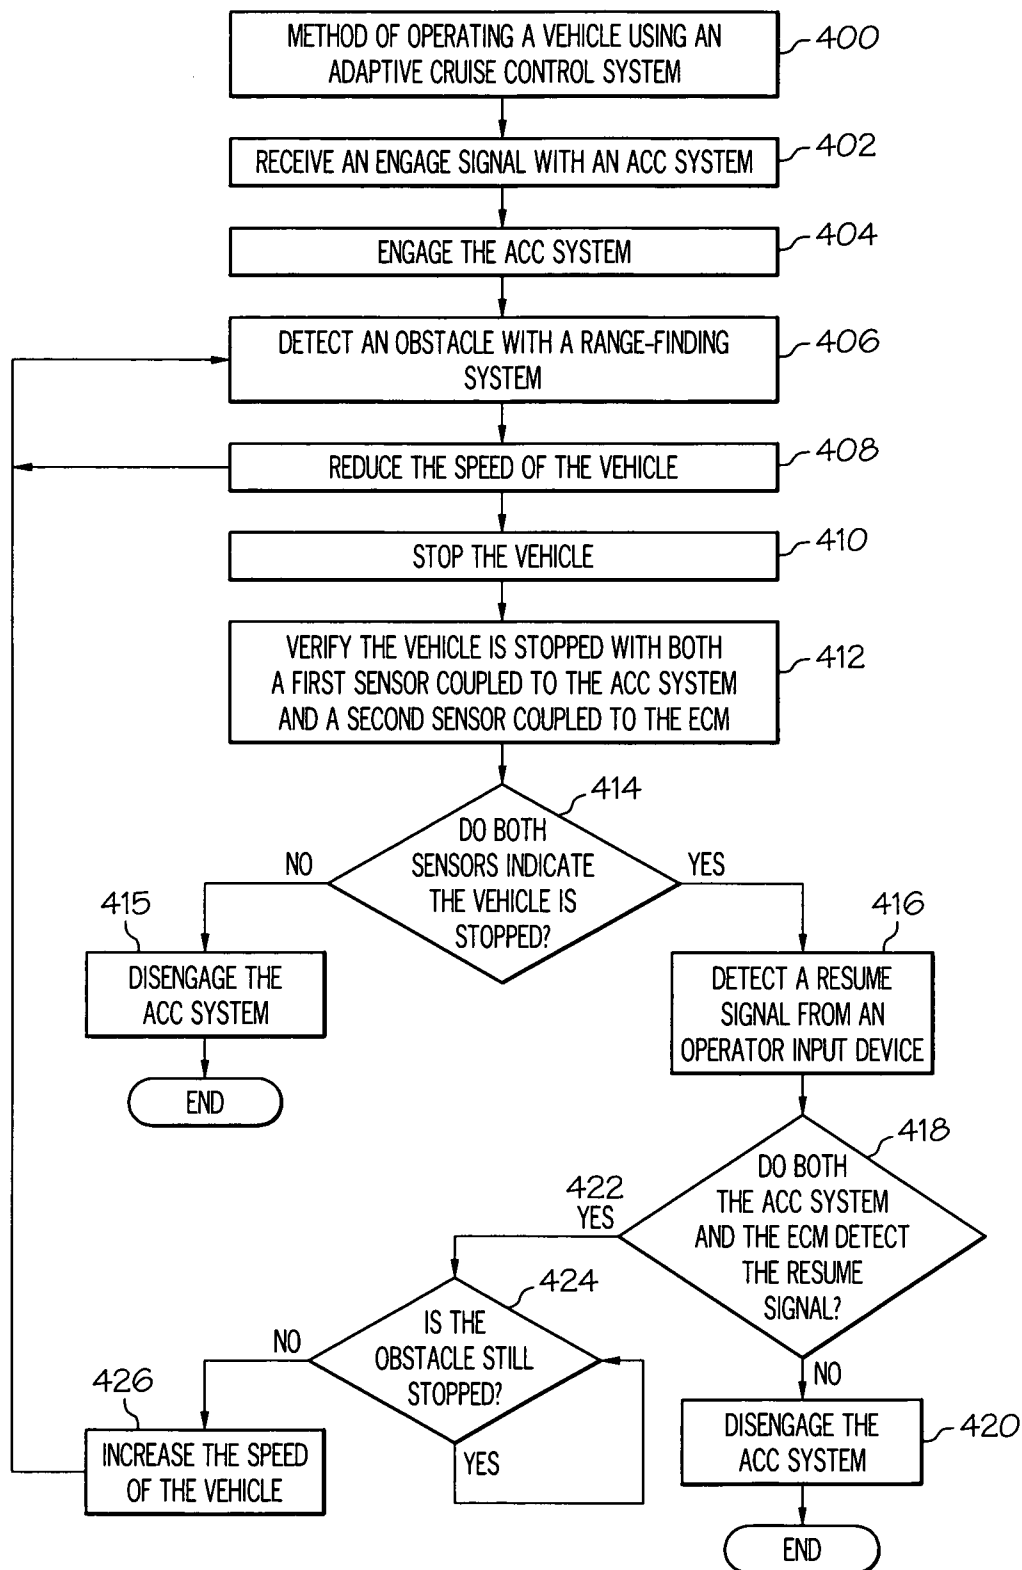 METHOD OF OPERATING A VEHICLE USING AN
ADAPTIVE CRUISE CONTROL SYSTEM
400
RECEIVE AN ENGAGE SIGNAL WITH AN ACC SYSTEM
402
ENGAGE THE ACC SYSTEM
404
DETECT AN OBSTACLE WITH A RANGE-FINDING
SYSTEM
406
REDUCE THE SPEED OF THE VEHICLE
408
STOP THE VEHICLE
410
VERIFY THE VEHICLE IS STOPPED WITH BOTH
A FIRST SENSOR COUPLED TO THE ACC SYSTEM
AND A SECOND SENSOR COUPLED TO THE ECM
412
414
DO BOTH
SENSORS INDICATE
THE VEHICLE IS
STOPPED?
NO
YES
415
DISENGAGE THE
ACC SYSTEM
END
416
DETECT A RESUME
SIGNAL FROM AN
OPERATOR INPUT DEVICE
418
DO BOTH
THE ACC SYSTEM
AND THE ECM DETECT
THE RESUME
SIGNAL?
422
YES
424
IS THE
OBSTACLE STILL
STOPPED?
NO
YES
426
INCREASE THE SPEED
OF THE VEHICLE
NO
DISENGAGE THE
ACC SYSTEM
420
END